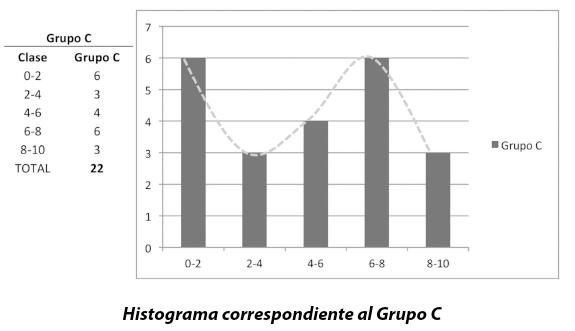 Grupo C
Clase Grupo C
0-2 6
2-4 3
4-6 4
6-8 6
8-10 3
TOTAL 22
7
6
5
4
3
2
1
0
0-2 2-4 4-6 6-8 8-10
Grupo C
Histograma correspondiente al Grupo C